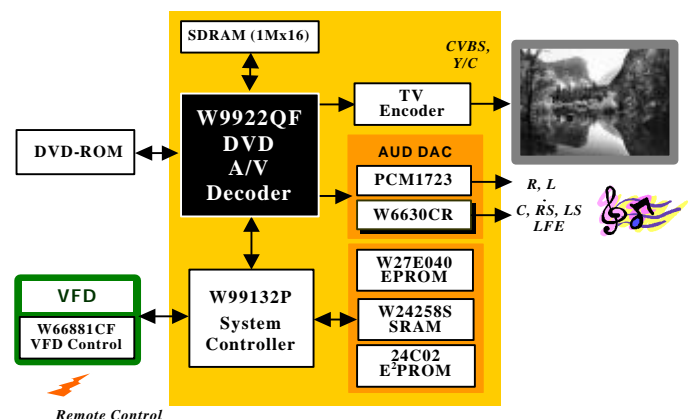 SDRAM (1Mx16)
CVBS,
Y/C
W9922QF
DVD
A/V
Decoder
TV
Encoder
DVD-ROM
AUD DAC
PCM1723
R, L
W6630CR
C, RS, LS
LFE
W27E040
EPROM
W99132P
System
Controller
W24258S
SRAM
VFD
W66881CF
VFD Control
24C02
E²PROM
Remote Control